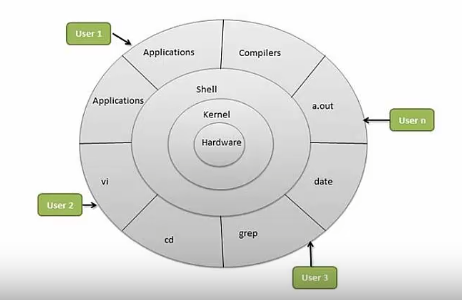 User 1
Applications
Compilers
Applications
Shell
a.out
Kernel
User n
Hardware
vi
date
User 2
cd
grep
User 3